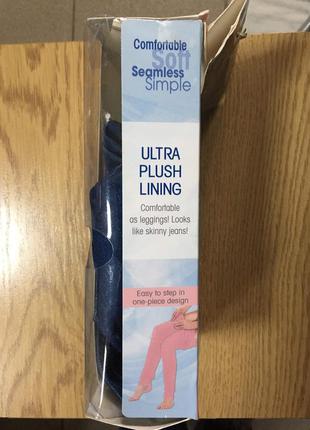 Comfortable
Soft
Seamless
Simple
ULTRA
PLUSH
LINING
Comfortable
as leggings! Looks
like skinny jeans!
Easy to step in
one-piece design